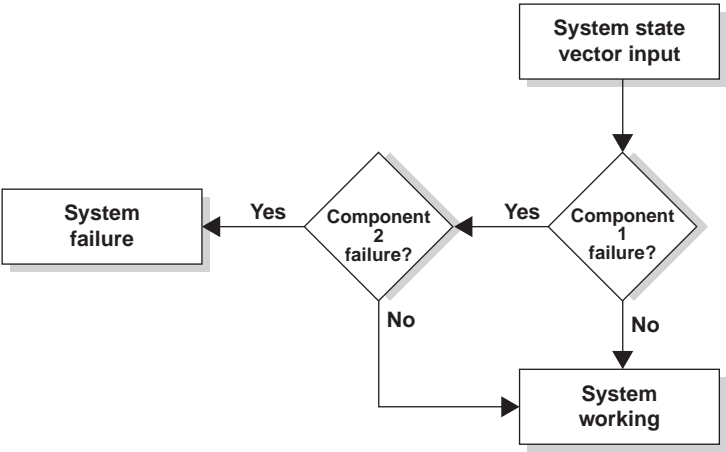 System state
vector input
Component
1
failure?
Yes
No
Component
2
failure?
Yes
No
System
failure
System
working